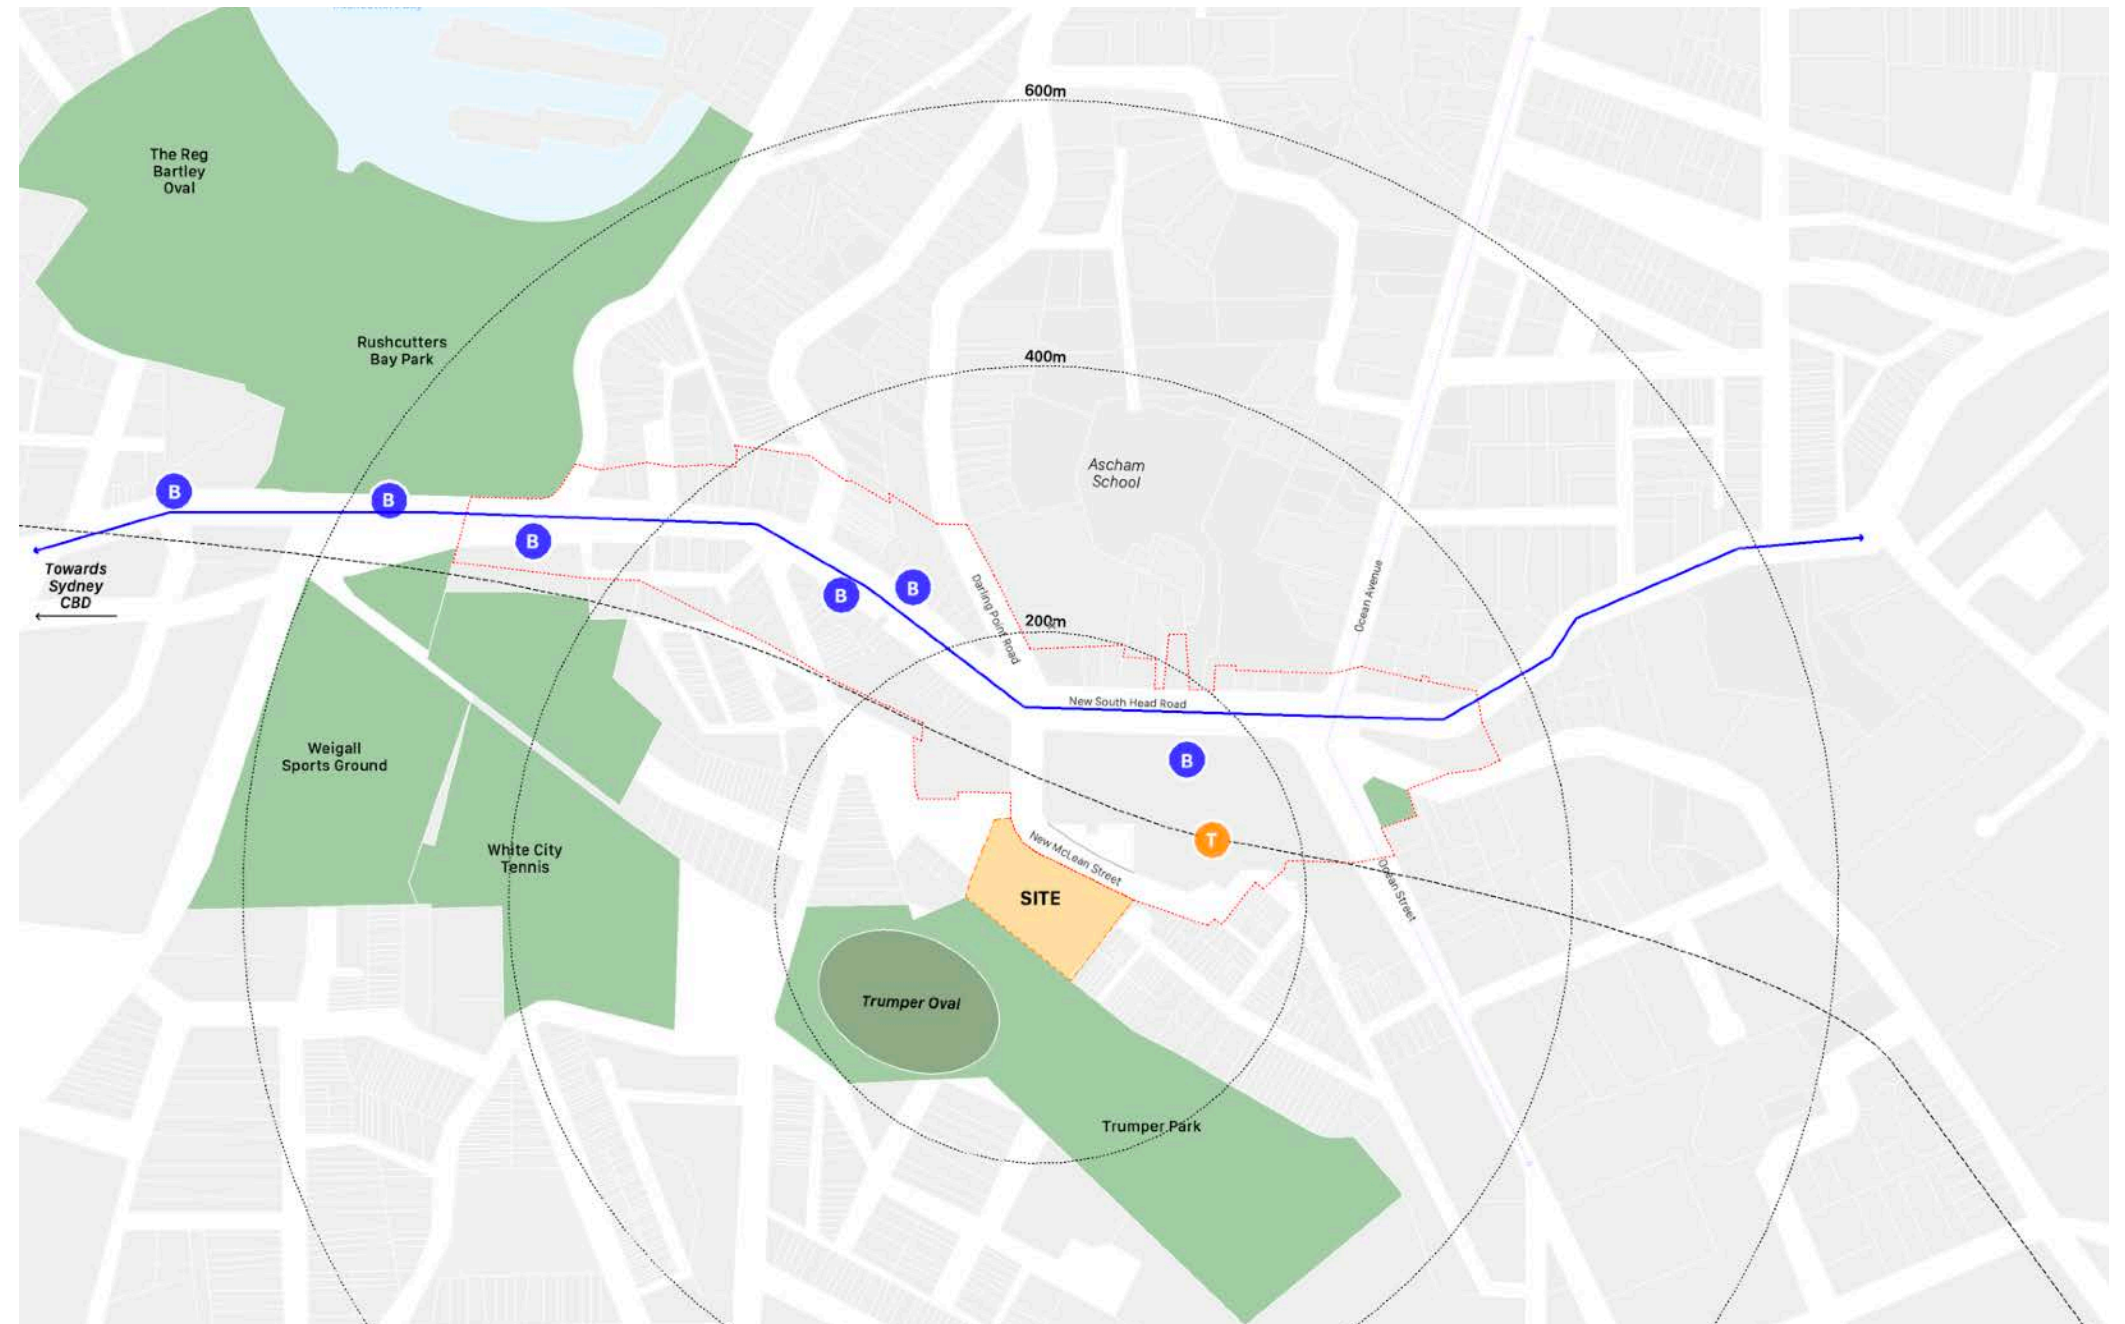 600m
The Reg
Bartley
Oval
Rushcutters
Bay Park
400m
Ascham
School
B
B
B
Towards
Sydney
CBD
B
B
Darling Point Road
Ocean Avenue
200m
New South Head Road
Weigall
Sports Ground
B
T
White City
Tennis
New McLean Street
SITE
Ocean Street
Trumper Oval
Trumper Park